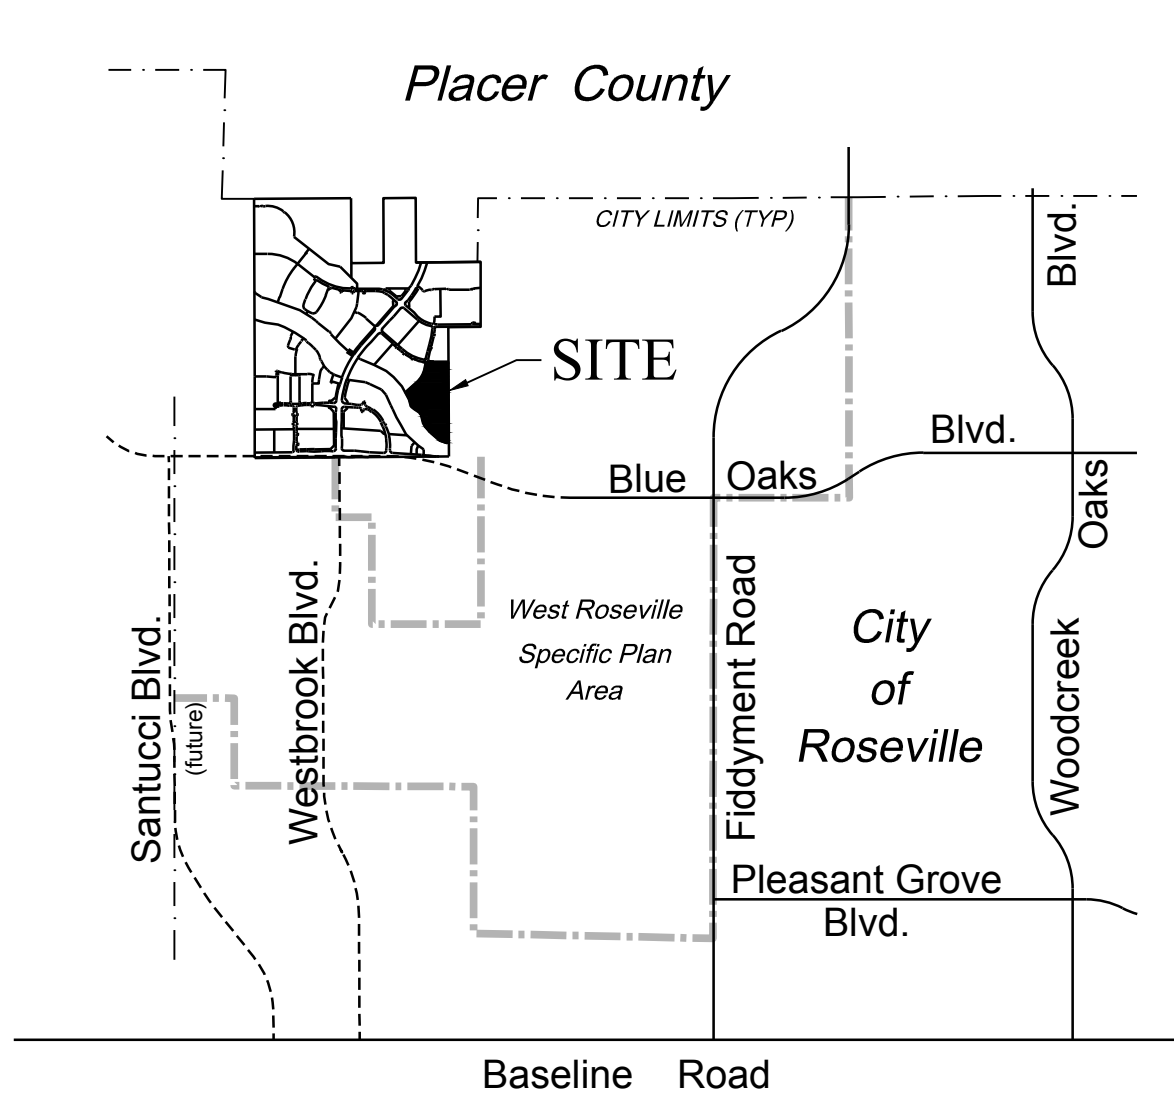 Placer County
CITY LIMITS (TYP)
Blvd.
SITE
Blvd.
Blue Oaks
Oaks
West Roseville
Specific Plan
Area
Fiddyment Road
City
of
Roseville
Woodcreek
Westbrook Blvd.
Santucci Blvd.
(future)
Pleasant Grove
Blvd.
Baseline Road